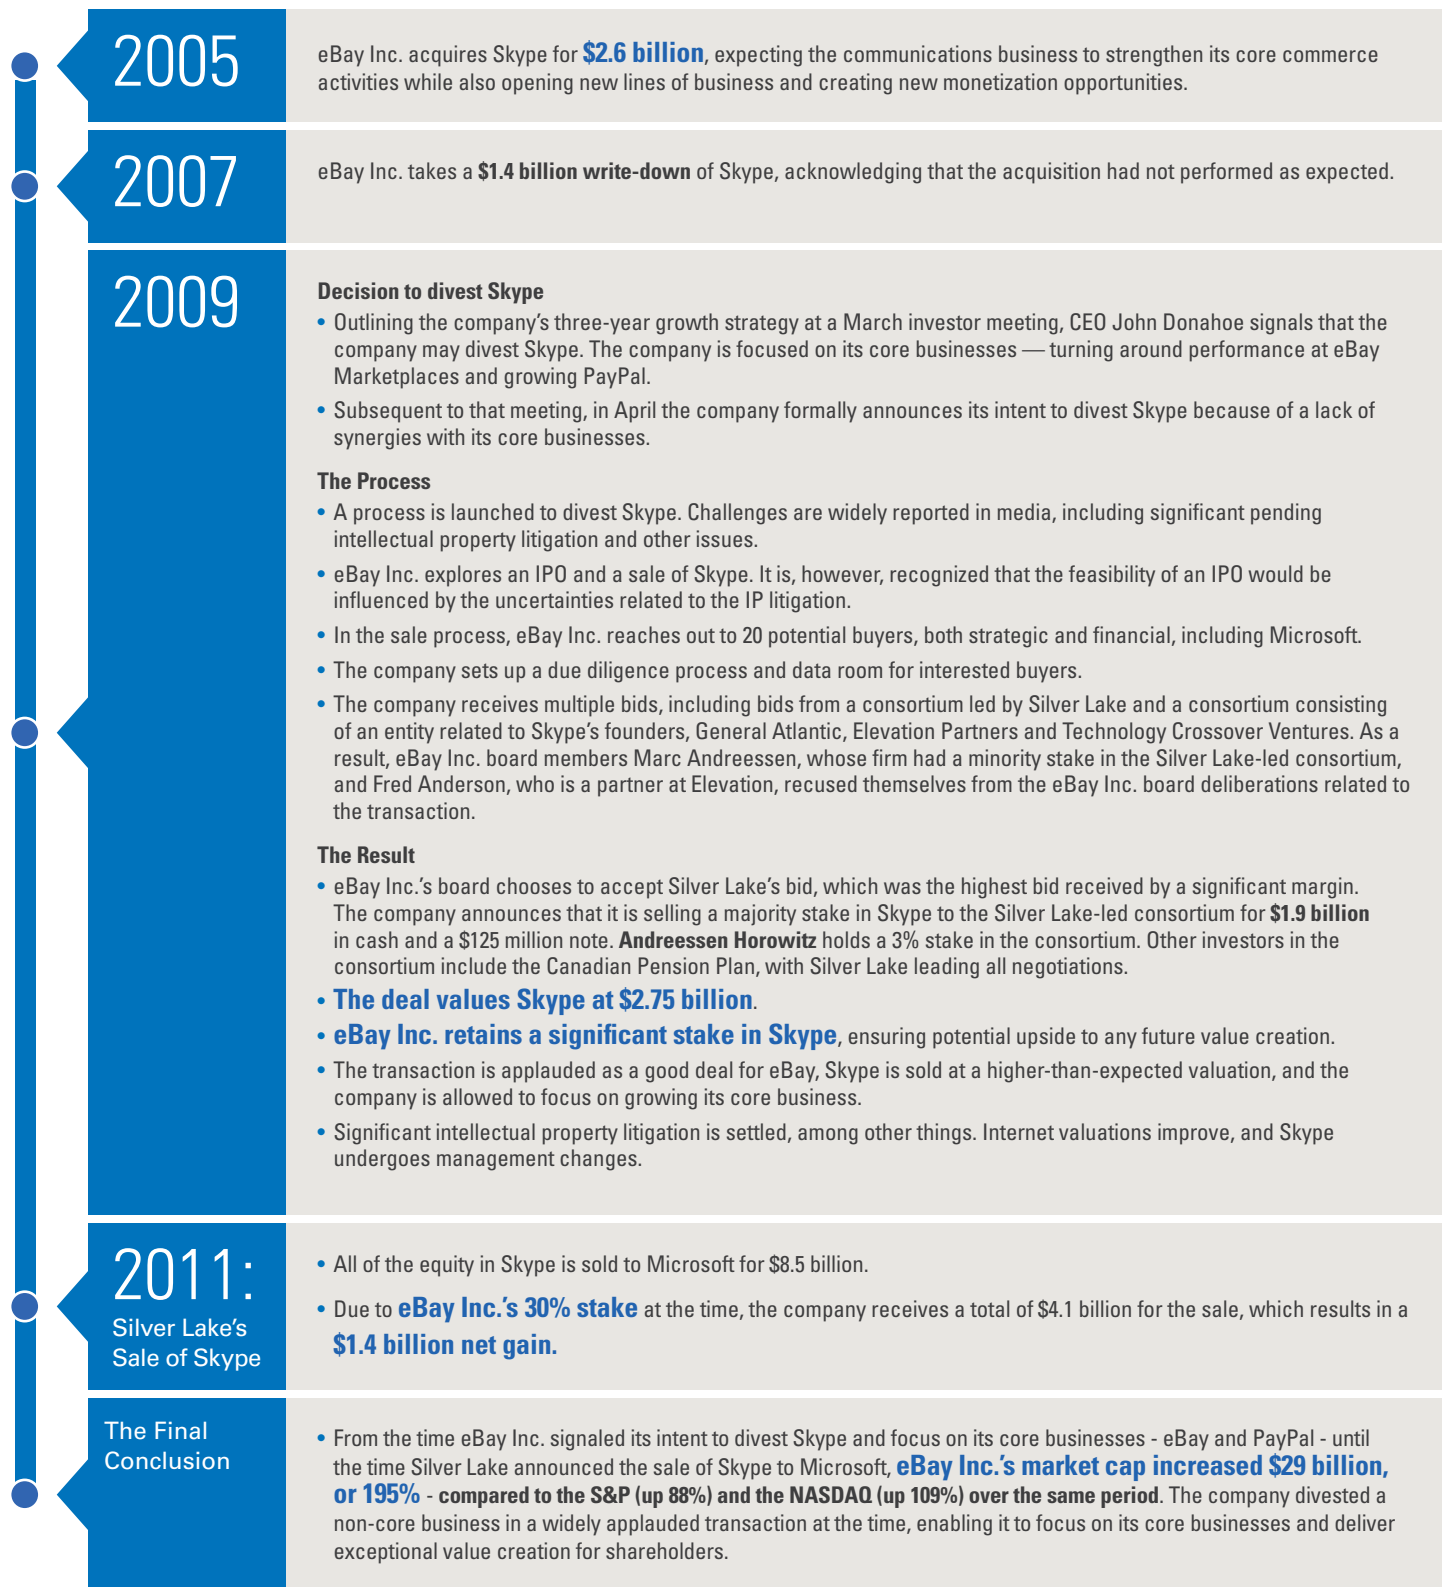 2005
eBay Inc. acquires Skype for $2.6 billion, expecting the communications business to strengthen its core commerce
activities while also opening new lines of business and creating new monetization opportunities.
2007
eBay Inc. takes a $1.4 billion write-down of Skype, acknowledging that the acquisition had not performed as expected.
2009
Decision to divest Skype
• Outlining the company's three-year growth strategy at a March investor meeting, CEO John Donahoe signals that the
company may divest Skype. The company is focused on its core businesses — turning around performance at eBay
Marketplaces and growing PayPal.
• Subsequent to that meeting, in April the company formally announces its intent to divest Skype because of a lack of
synergies with its core businesses.
The Process
• A process is launched to divest Skype. Challenges are widely reported in media, including significant pending
intellectual property litigation and other issues.
• eBay Inc. explores an IPO and a sale of Skype. It is, however, recognized that the feasibility of an IPO would be
influenced by the uncertainties related to the IP litigation.
• In the sale process, eBay Inc. reaches out to 20 potential buyers, both strategic and financial, including Microsoft.
• The company sets up a due diligence process and data room for interested buyers.
• The company receives multiple bids, including bids from a consortium led by Silver Lake and a consortium consisting
of an entity related to Skype's founders, General Atlantic, Elevation Partners and Technology Crossover Ventures. As a
result, eBay Inc. board members Marc Andreessen, whose firm had a minority stake in the Silver Lake-led consortium,
and Fred Anderson, who is a partner at Elevation, recused themselves from the eBay Inc. board deliberations related to
the transaction.
The Result
• eBay Inc.'s board chooses to accept Silver Lake's bid, which was the highest bid received by a significant margin.
The company announces that it is selling a majority stake in Skype to the Silver Lake-led consortium for $1.9 billion
in cash and a $125 million note. Andreessen Horowitz holds a 3% stake in the consortium. Other investors in the
consortium include the Canadian Pension Plan, with Silver Lake leading all negotiations.
• The deal values Skype at $2.75 billion.
• eBay Inc. retains a significant stake in Skype, ensuring potential upside to any future value creation.
• The transaction is applauded as a good deal for eBay, Skype is sold at a higher-than-expected valuation, and the
company is allowed to focus on growing its core business.
• Significant intellectual property litigation is settled, among other things. Internet valuations improve, and Skype
undergoes management changes.
2011:
Silver Lake's
Sale of Skype
• All of the equity in Skype is sold to Microsoft for $8.5 billion.
• Due to eBay Inc.'s 30% stake at the time, the company receives a total of $4.1 billion for the sale, which results in a
$1.4 billion net gain.
The Final
Conclusion
• From the time eBay Inc. signaled its intent to divest Skype and focus on its core businesses - eBay and PayPal - until
the time Silver Lake announced the sale of Skype to Microsoft, eBay Inc.'s market cap increased $29 billion,
or 195% - compared to the S&P (up 88%) and the NASDAQ (up 109%) over the same period. The company divested a
non-core business in a widely applauded transaction at the time, enabling it to focus on its core businesses and deliver
exceptional value creation for shareholders.